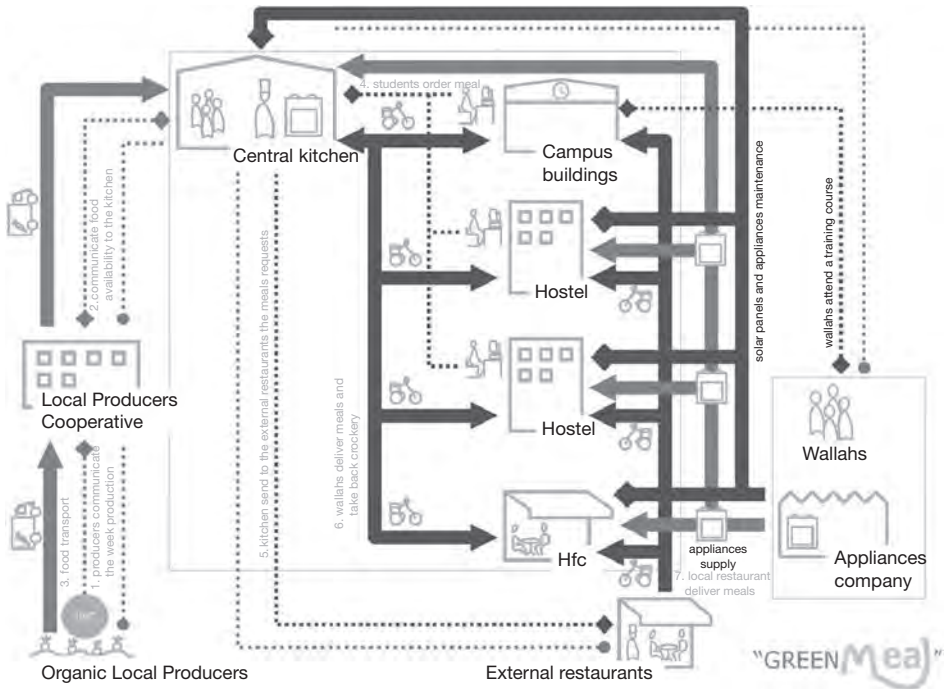 4. students order meal
Central kitchen
Campus
buildings
2. communicate food
availability to the kitchen
solar panels and appliances maintenance
wallahs attend a training course
Hostel
5. kitchen send to the external restaurants the meals requests
6. wallahs deliver meals and
take back crockery
Local Producers
Cooperative
Hostel
Wallahs
3. food transport
1. producers communicate
the week production
Hfc
appliances
supply
Appliances
company
7. local restaurant
deliver meals
Organic Local Producers
External restaurants
"GREEN Meal"